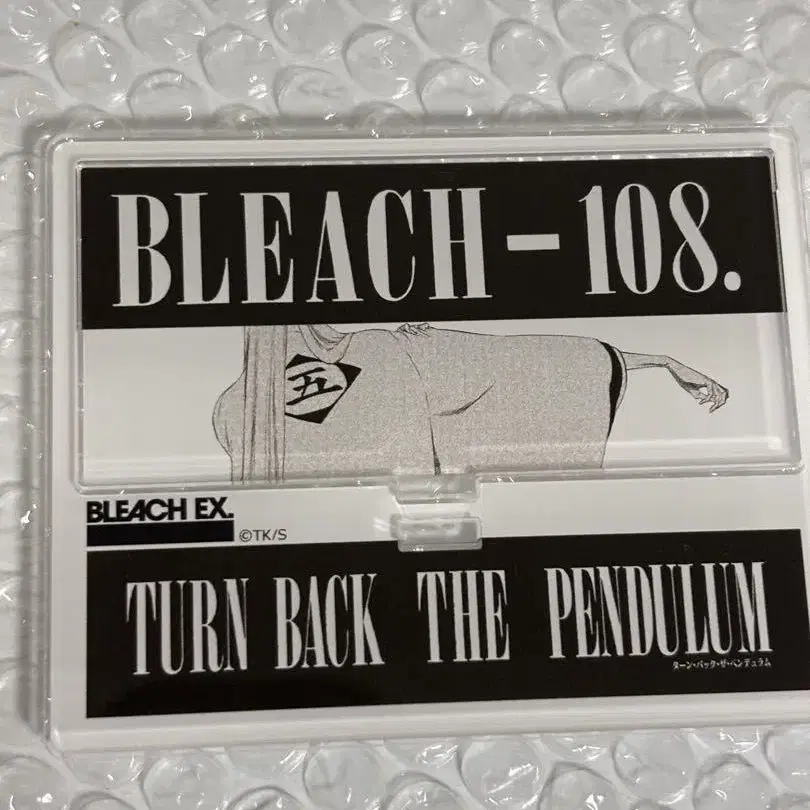 BLEACH - 108.
五
BLEACH EX.
©TK/S
TURN BACK THE PENDULUM
ターン・バック・ザ・ペンデュラム